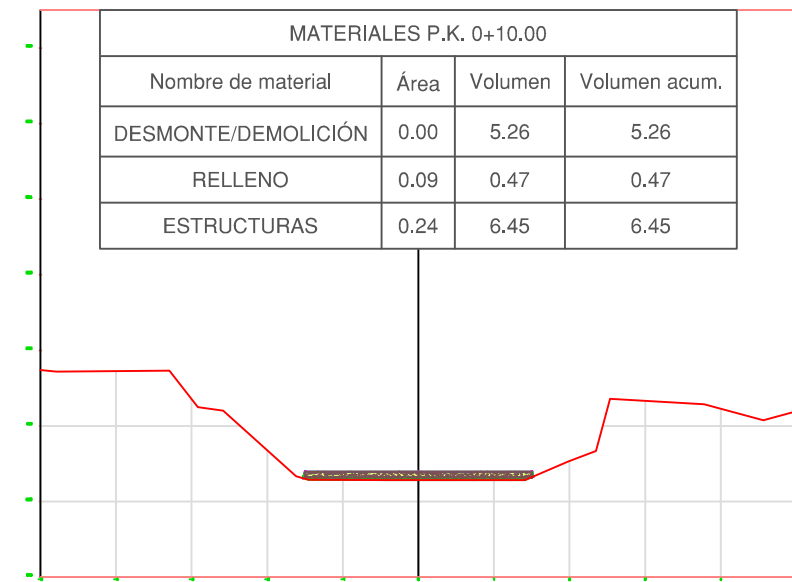 MATERIALES P.K. 0+10.00
Nombre de material Área Volumen Volumen acum.
DESMONTE/DEMOLICIÓN 0.00 5.26 5.26
RELLENO 0.09 0.47 0.47
ESTRUCTURAS 0.24 6.45 6.45